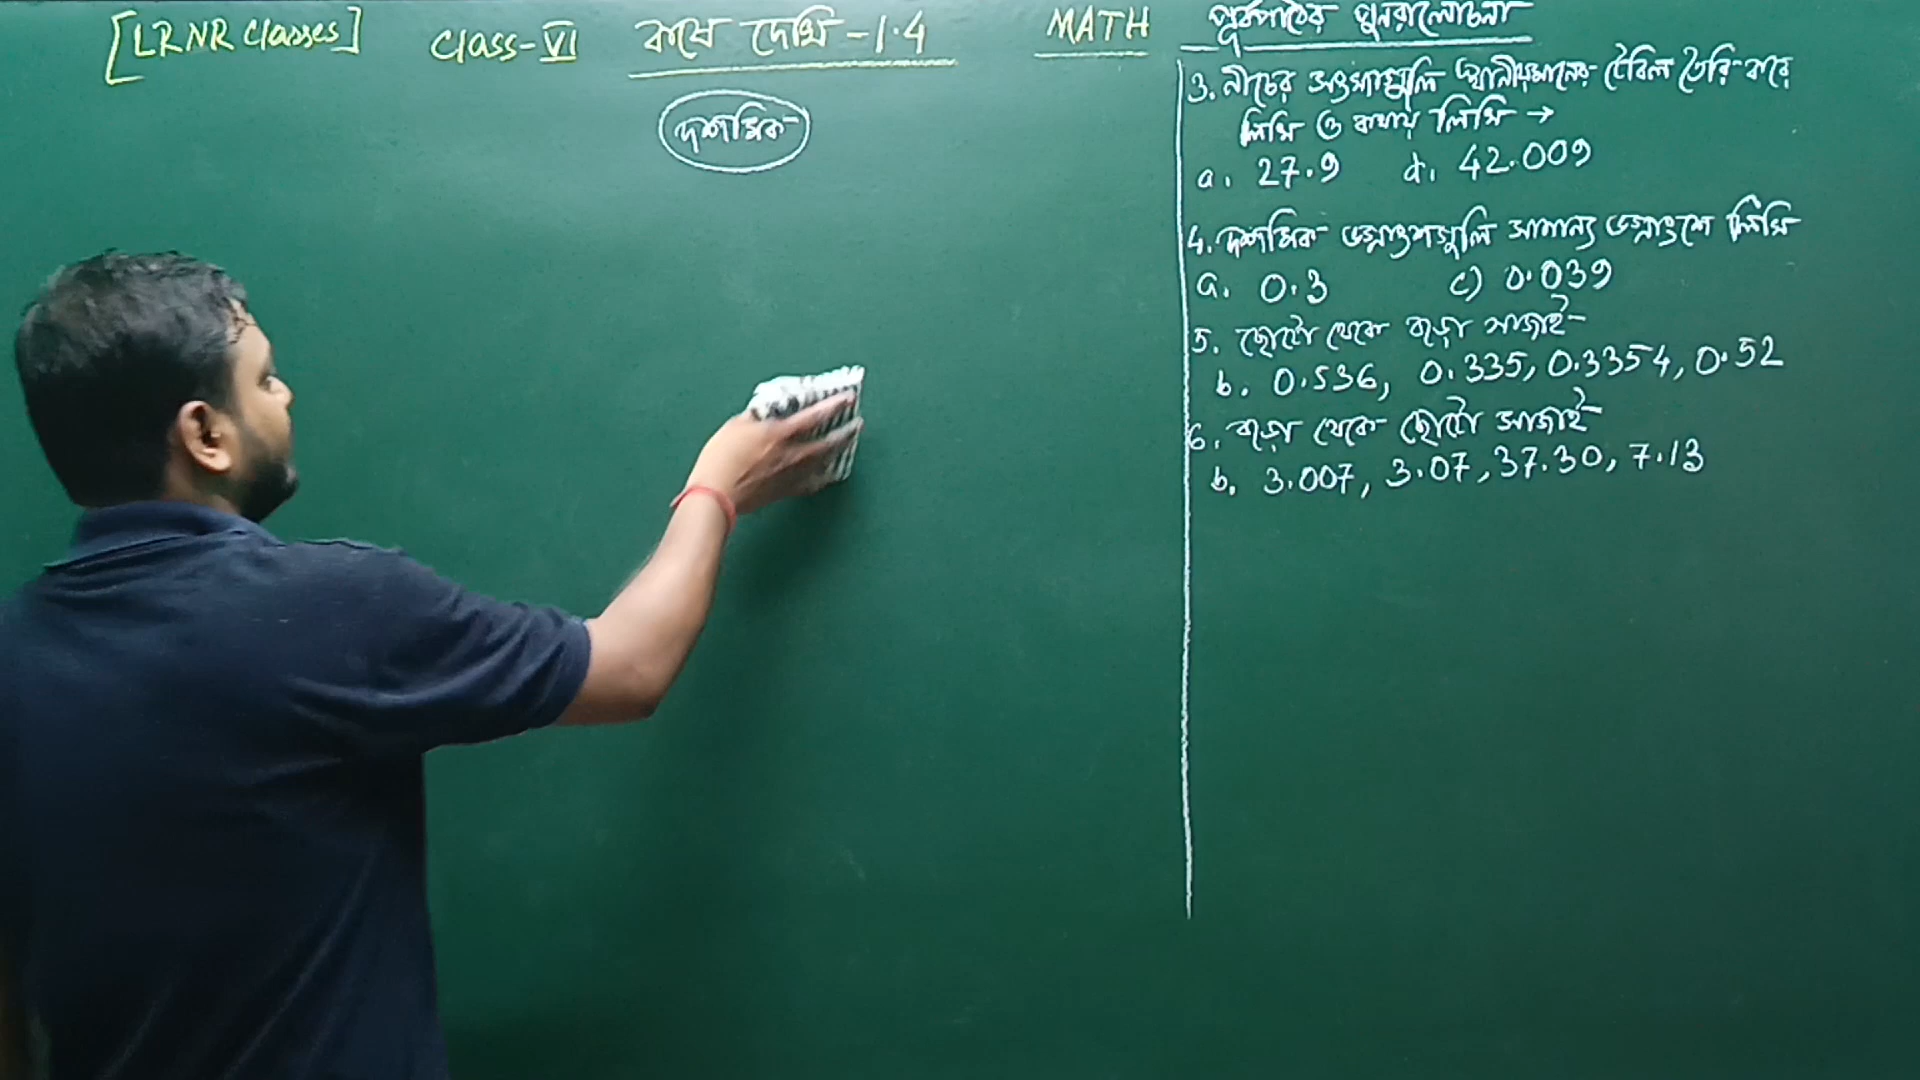 [LRNR Classes] Class-VI কষে দেখি -1.4 MATH
দশমিক
পূর্বপাঠের পুনরালোচনা
3. নীচের সংখ্যাগুলি স্থানীয়মানের টেবিল তৈরি করে
লিখি ও কথায় লিখি →
a. 27.9 d. 42.009
4. দশমিক ভগ্নাংশগুলি সামান্য ভগ্নাংশে লিখি
a. 0.3 c) 0.039
5. ছোটো থেকে বড়ো সাজাই-
b. 0.536, 0.335, 0.3354, 0.52
6. বড়ো থেকে ছোটো সাজাই-
b. 3.007, 3.07, 37.30, 7.13